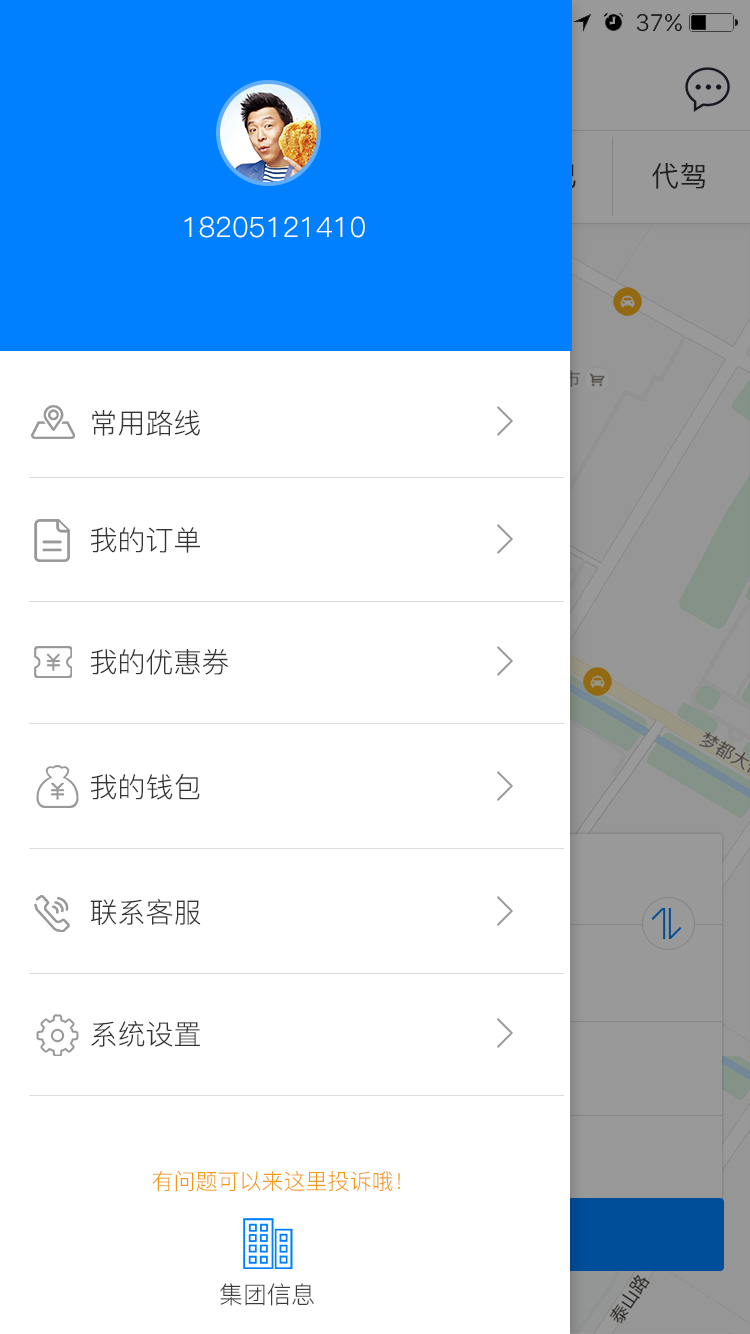 37%
代驾
18205121410
市
常用路线
我的订单
我的优惠券
梦都大
我的钱包
联系客服
系统设置
有问题可以来这里投诉哦!
集团信息
泰山路